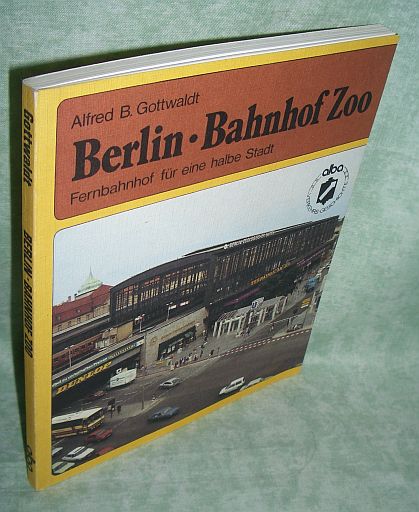 Alfred B. Gottwaldt
Berlin · Bahnhof Zoo
Fernbahnhof für eine halbe Stadt
alba
Gottwaldt
BERLIN · BAHNHOF ZOO
alba